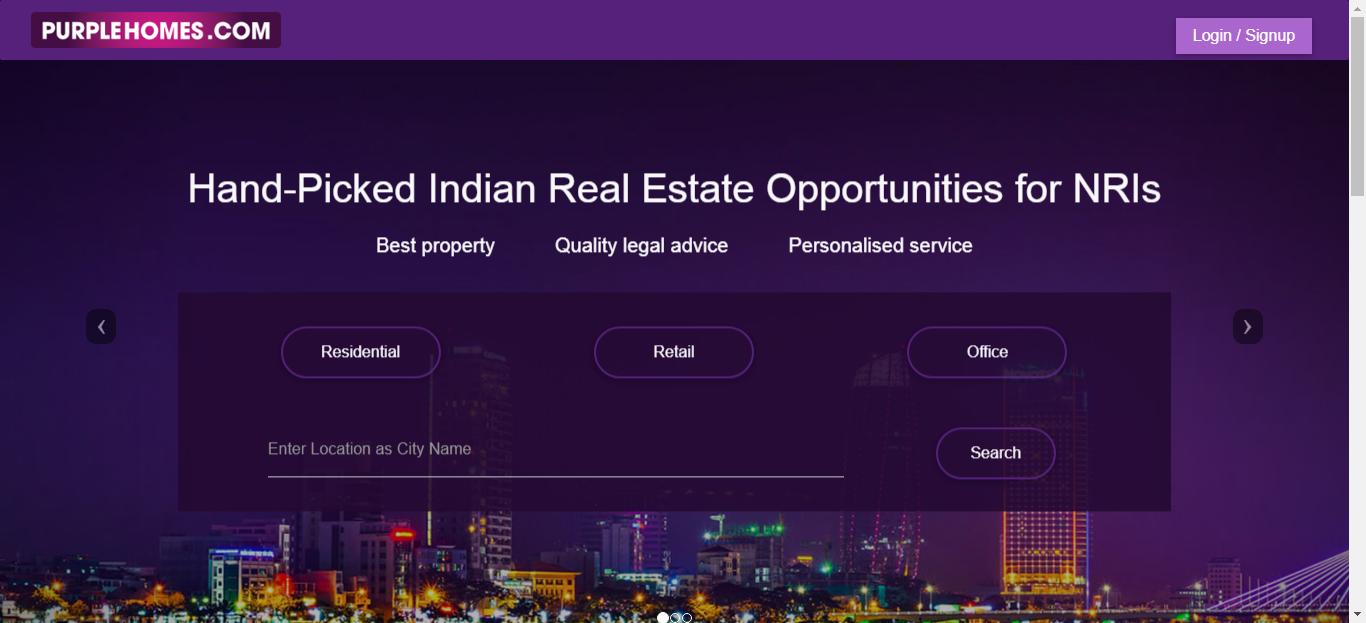 PURPLEHOMES.COM
Login / Signup
Hand-Picked Indian Real Estate Opportunities for NRIs
Best property Quality legal advice Personalised service
Residential Retail Office
Enter Location as City Name
Search